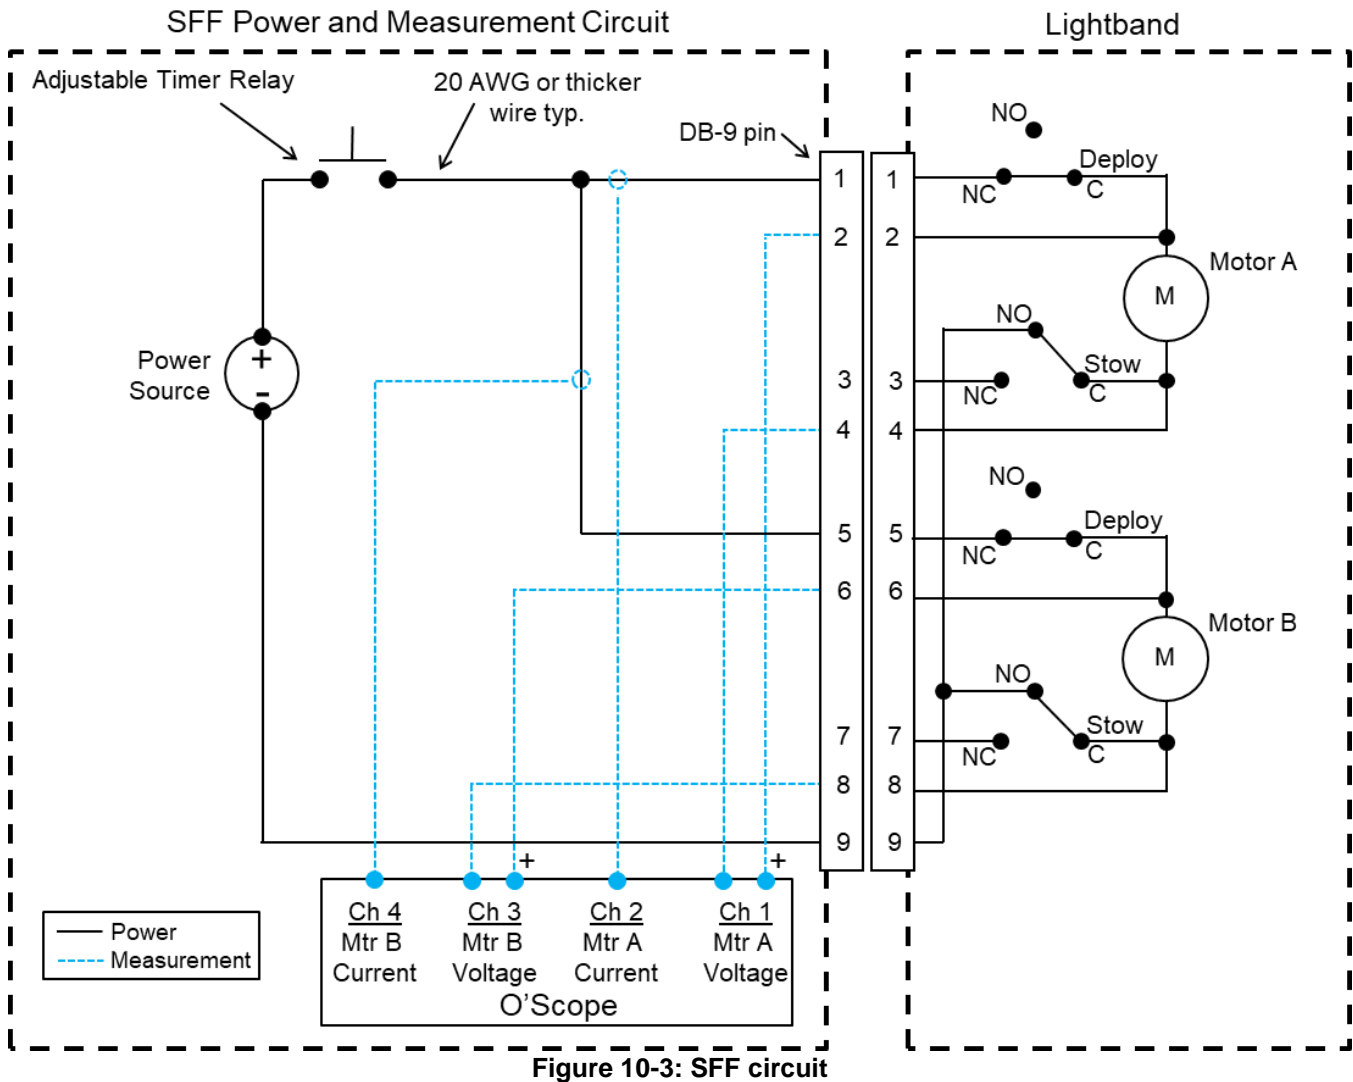 SFF Power and Measurement Circuit
Lightband
Adjustable Timer Relay
20 AWG or thicker
wire typ.
DB-9 pin
NO
Deploy
NC
C
1
1
2
2
Motor A
M
NO
Stow
NC
C
3
3
4
4
Power
Source
+
-
NO
Deploy
NC
C
5
5
6
6
Motor B
M
NO
Stow
NC
C
7
7
8
8
9
9
+
+
Ch 4
Mtr B
Current
Ch 3
Mtr B
Voltage
Ch 2
Mtr A
Current
Ch 1
Mtr A
Voltage
O'Scope
Power
Measurement
Figure 10-3: SFF circuit